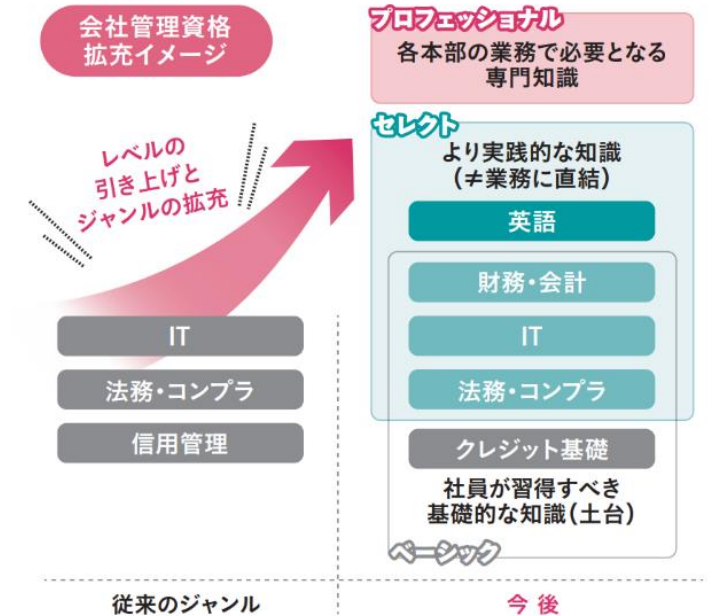 会社管理資格
拡充イメージ
レベルの
引き上げと
ジャンルの拡充
IT
法務・コンプラ
信用管理
従来のジャンル
プロフェッショナル
各本部の業務で必要となる
専門知識
セレクト
より実践的な知識
(≠業務に直結)
英語
財務・会計
IT
法務・コンプラ
クレジット基礎
社員が習得すべき
基礎的な知識(土台)
ベーシック
今後